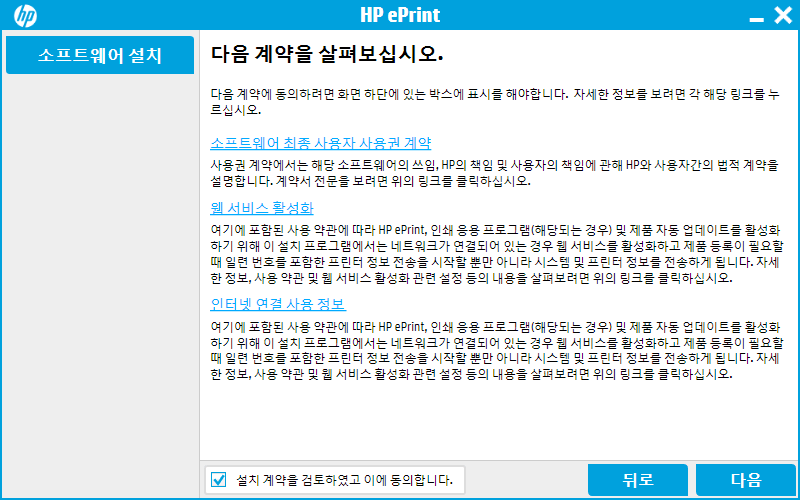 hp
HP ePrint
소프트웨어 설치
다음 계약을 살펴보십시오.
다음 계약에 동의하려면 화면 하단에 있는 박스에 표시를 해야합니다. 자세한 정보를 보려면 각 해당 링크를 누
르십시오.
소프트웨어 최종 사용자 사용권 계약
사용권 계약에서는 해당 소프트웨어의 쓰임, HP의 책임 및 사용자의 책임에 관해 HP와 사용자간의 법적 계약을
설명합니다. 계약서 전문을 보려면 위의 링크를 클릭하십시오.
웹 서비스 활성화
여기에 포함된 사용 약관에 따라 HP ePrint, 인쇄 응용 프로그램(해당되는 경우) 및 제품 자동 업데이트를 활성화
하기 위해 이 설치 프로그램에서는 네트워크가 연결되어 있는 경우 웹 서비스를 활성화하고 제품 등록이 필요할
때 일련 번호를 포함한 프린터 정보 전송을 시작할 뿐만 아니라 시스템 및 프린터 정보를 전송하게 됩니다. 자세
한 정보, 사용 약관 및 웹 서비스 활성화 관련 설정 등의 내용을 살펴보려면 위의 링크를 클릭하십시오.
인터넷 연결 사용 정보
여기에 포함된 사용 약관에 따라 HP ePrint, 인쇄 응용 프로그램(해당되는 경우) 및 제품 자동 업데이트를 활성화
하기 위해 이 설치 프로그램에서는 네트워크가 연결되어 있는 경우 웹 서비스를 활성화하고 제품 등록이 필요할
때 일련 번호를 포함한 프린터 정보 전송을 시작할 뿐만 아니라 시스템 및 프린터 정보를 전송하게 됩니다. 자세
한 정보, 사용 약관 및 웹 서비스 활성화 관련 설정 등의 내용을 살펴보려면 위의 링크를 클릭하십시오.
설치 계약을 검토하였고 이에 동의합니다.
뒤로
다음